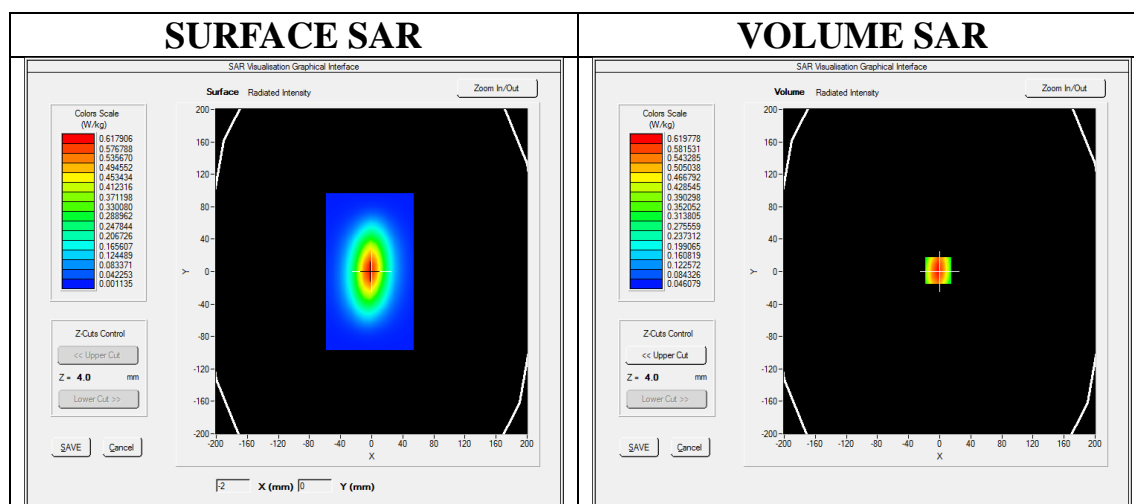 SURFACE SAR
VOLUME SAR
SAR Visualisation Graphical Interface
Surface Radiated Intensity
Zoom In/Out
Colors Scale
(W/kg)
0.617906
0.576788
0.535670
0.494552
0.453434
0.412316
0.371198
0.330080
0.288962
0.247844
0.206726
0.165607
0.124489
0.083371
0.042253
0.001135
200
160
120
80
40
0
-40
-80
-120
-160
-200
Y
-200 -160 -120 -80 -40 0 40 80 120 160 200
X
Z-Cuts Control
<< Upper Cut
Z = 4.0 mm
Lower Cut >>
SAVE Cancel
-2 X (mm) 0 Y (mm)
SAR Visualisation Graphical Interface
Volume Radiated Intensity
Zoom In/Out
Colors Scale
(W/kg)
0.619778
0.581531
0.543285
0.505038
0.466792
0.428545
0.390298
0.352052
0.313805
0.275559
0.237312
0.199065
0.160819
0.122572
0.084326
0.046079
200
160
120
80
40
0
-40
-80
-120
-160
-200
Y
-200 -160 -120 -80 -40 0 40 80 120 160 200
X
Z-Cuts Control
<< Upper Cut
Z = 4.0 mm
Lower Cut >>
SAVE Cancel